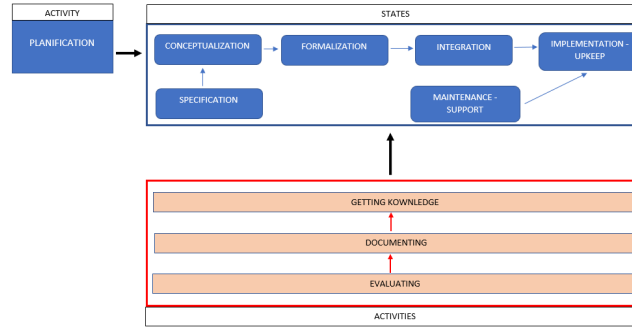 ACTIVITY
STATES
PLANIFICATION
CONCEPTUALIZATION
FORMALIZATION
INTEGRATION
IMPLEMENTATION -
UPKEEP
SPECIFICATION
MAINTENANCE -
SUPPORT
GETTING KOWNLEDGE
DOCUMENTING
EVALUATING
ACTIVITIES